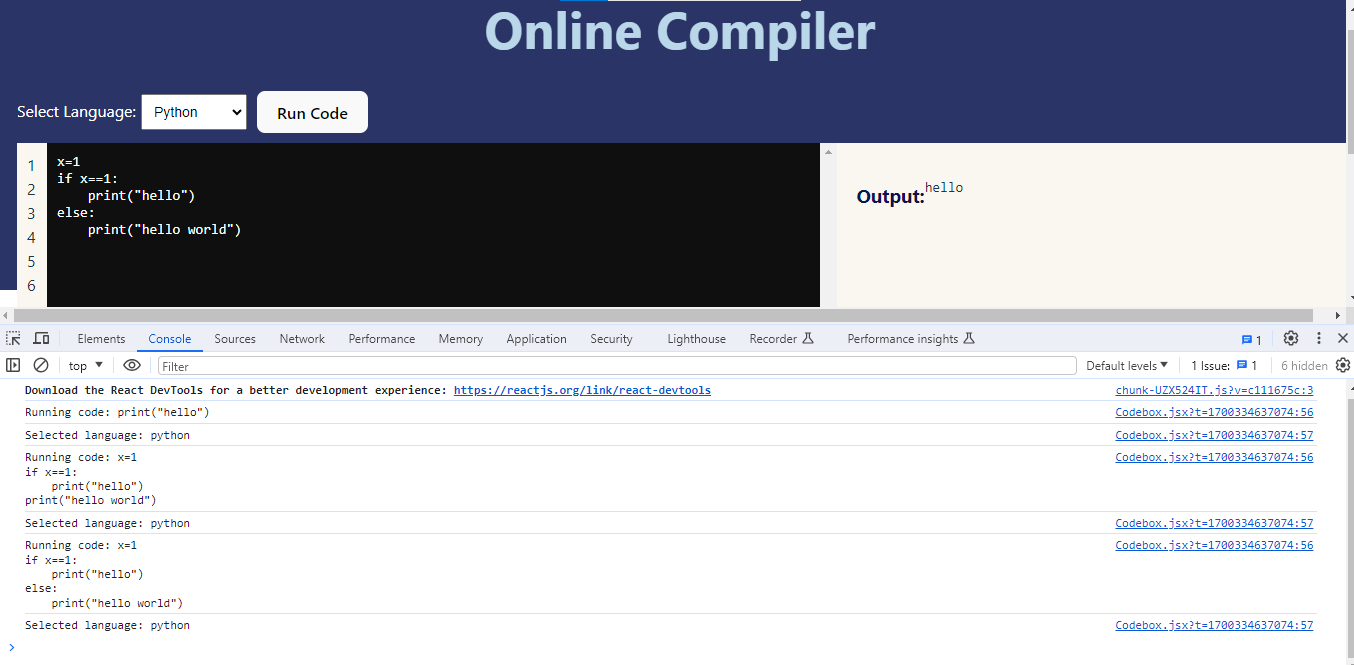 Online Compiler
Select Language: Python Run Code
1
2
3
4
5
6
x=1
if x==1:
    print("hello")
else:
    print("hello world")
Output: hello
Elements Console Sources Network Performance Memory Application Security Lighthouse Recorder Performance insights 1
top Filter Default levels 1 Issue: 1 6 hidden
Download the React DevTools for a better development experience: https://reactjs.org/link/react-devtools chunk-UZX524IT.js?v=c111675c:3
Running code: print("hello") Codebox.jsx?t=1700334637074:56
Selected language: python Codebox.jsx?t=1700334637074:57
Running code: x=1 Codebox.jsx?t=1700334637074:56
if x==1:
    print("hello")
print("hello world")
Selected language: python Codebox.jsx?t=1700334637074:57
Running code: x=1 Codebox.jsx?t=1700334637074:56
if x==1:
    print("hello")
else:
    print("hello world")
Selected language: python Codebox.jsx?t=1700334637074:57